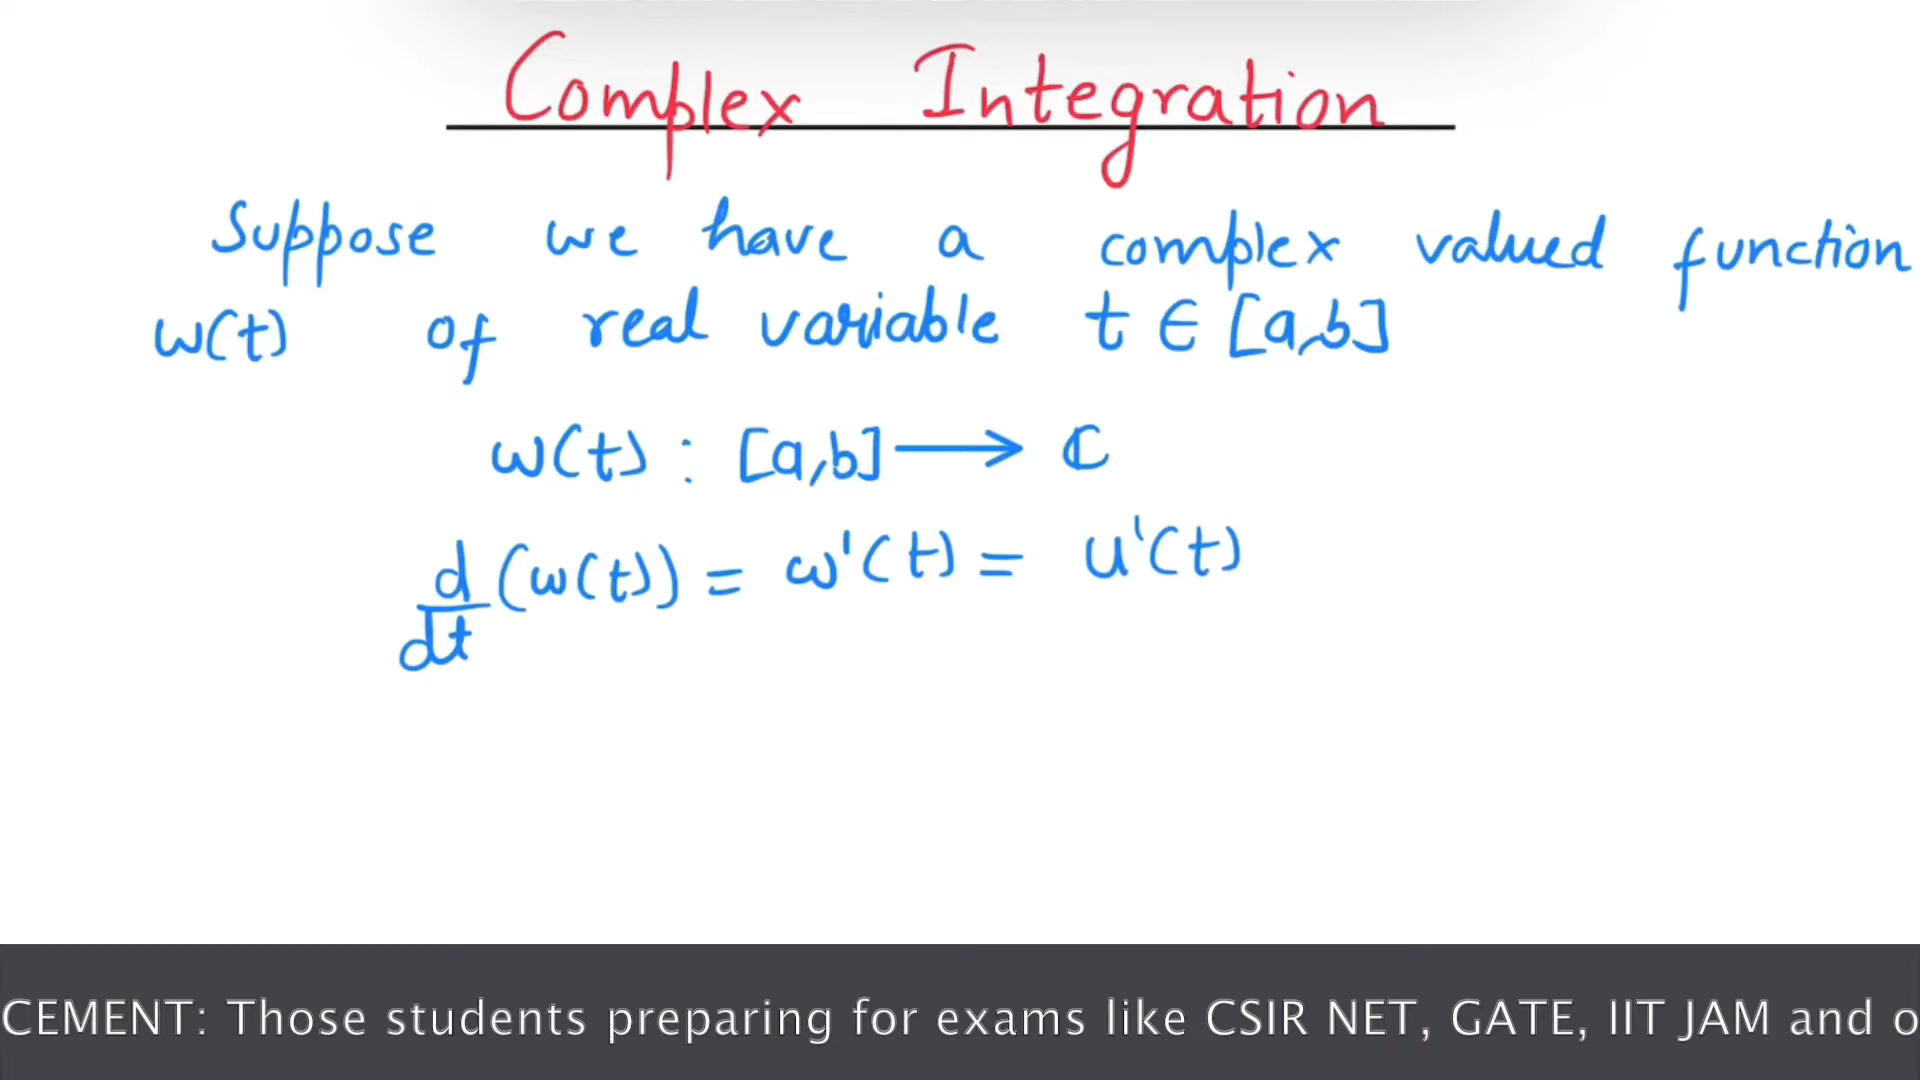 Complex Integration
Suppose we have a complex valued function
w(t) of real variable t ∈ [a,b]
w(t) : [a,b] ⟶ ℂ
d/dt (w(t)) = w'(t) = u'(t)
CEMENT: Those students preparing for exams like CSIR NET, GATE, IIT JAM and o